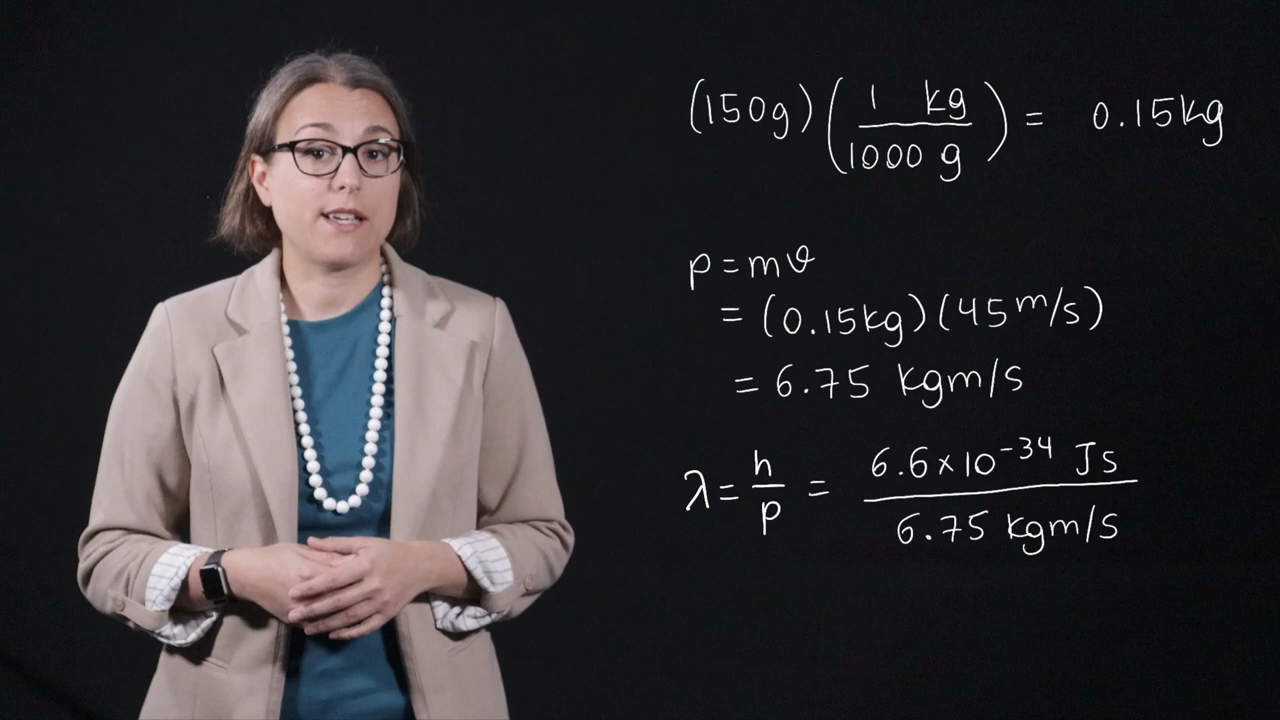 (150g)(1 kg/1000 g) = 0.15kg
p = mv
= (0.15kg)(45m/s)
= 6.75 kgm/s
λ = h/p = 6.6×10⁻³⁴ Js/6.75 kgm/s